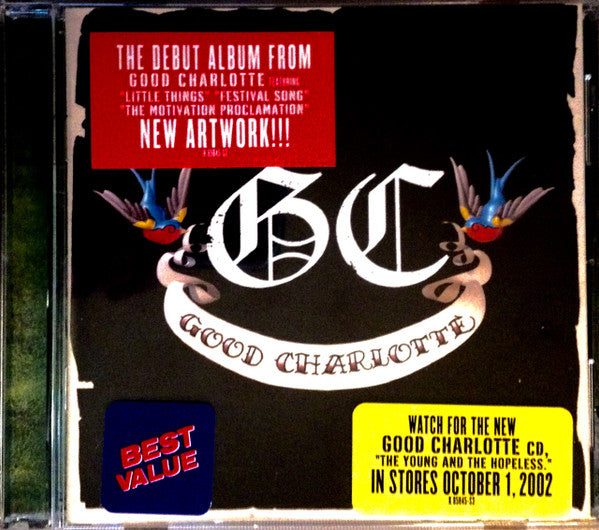 THE DEBUT ALBUM FROM
GOOD CHARLOTTE FEATURING
"LITTLE THINGS" "FESTIVAL SONG"
"THE MOTIVATION PROCLAMATION"
NEW ARTWORK!!!
GC
GOOD CHARLOTTE
BEST
VALUE
WATCH FOR THE NEW
GOOD CHARLOTTE CD,
"THE YOUNG AND THE HOPELESS."
IN STORES OCTOBER 1, 2002